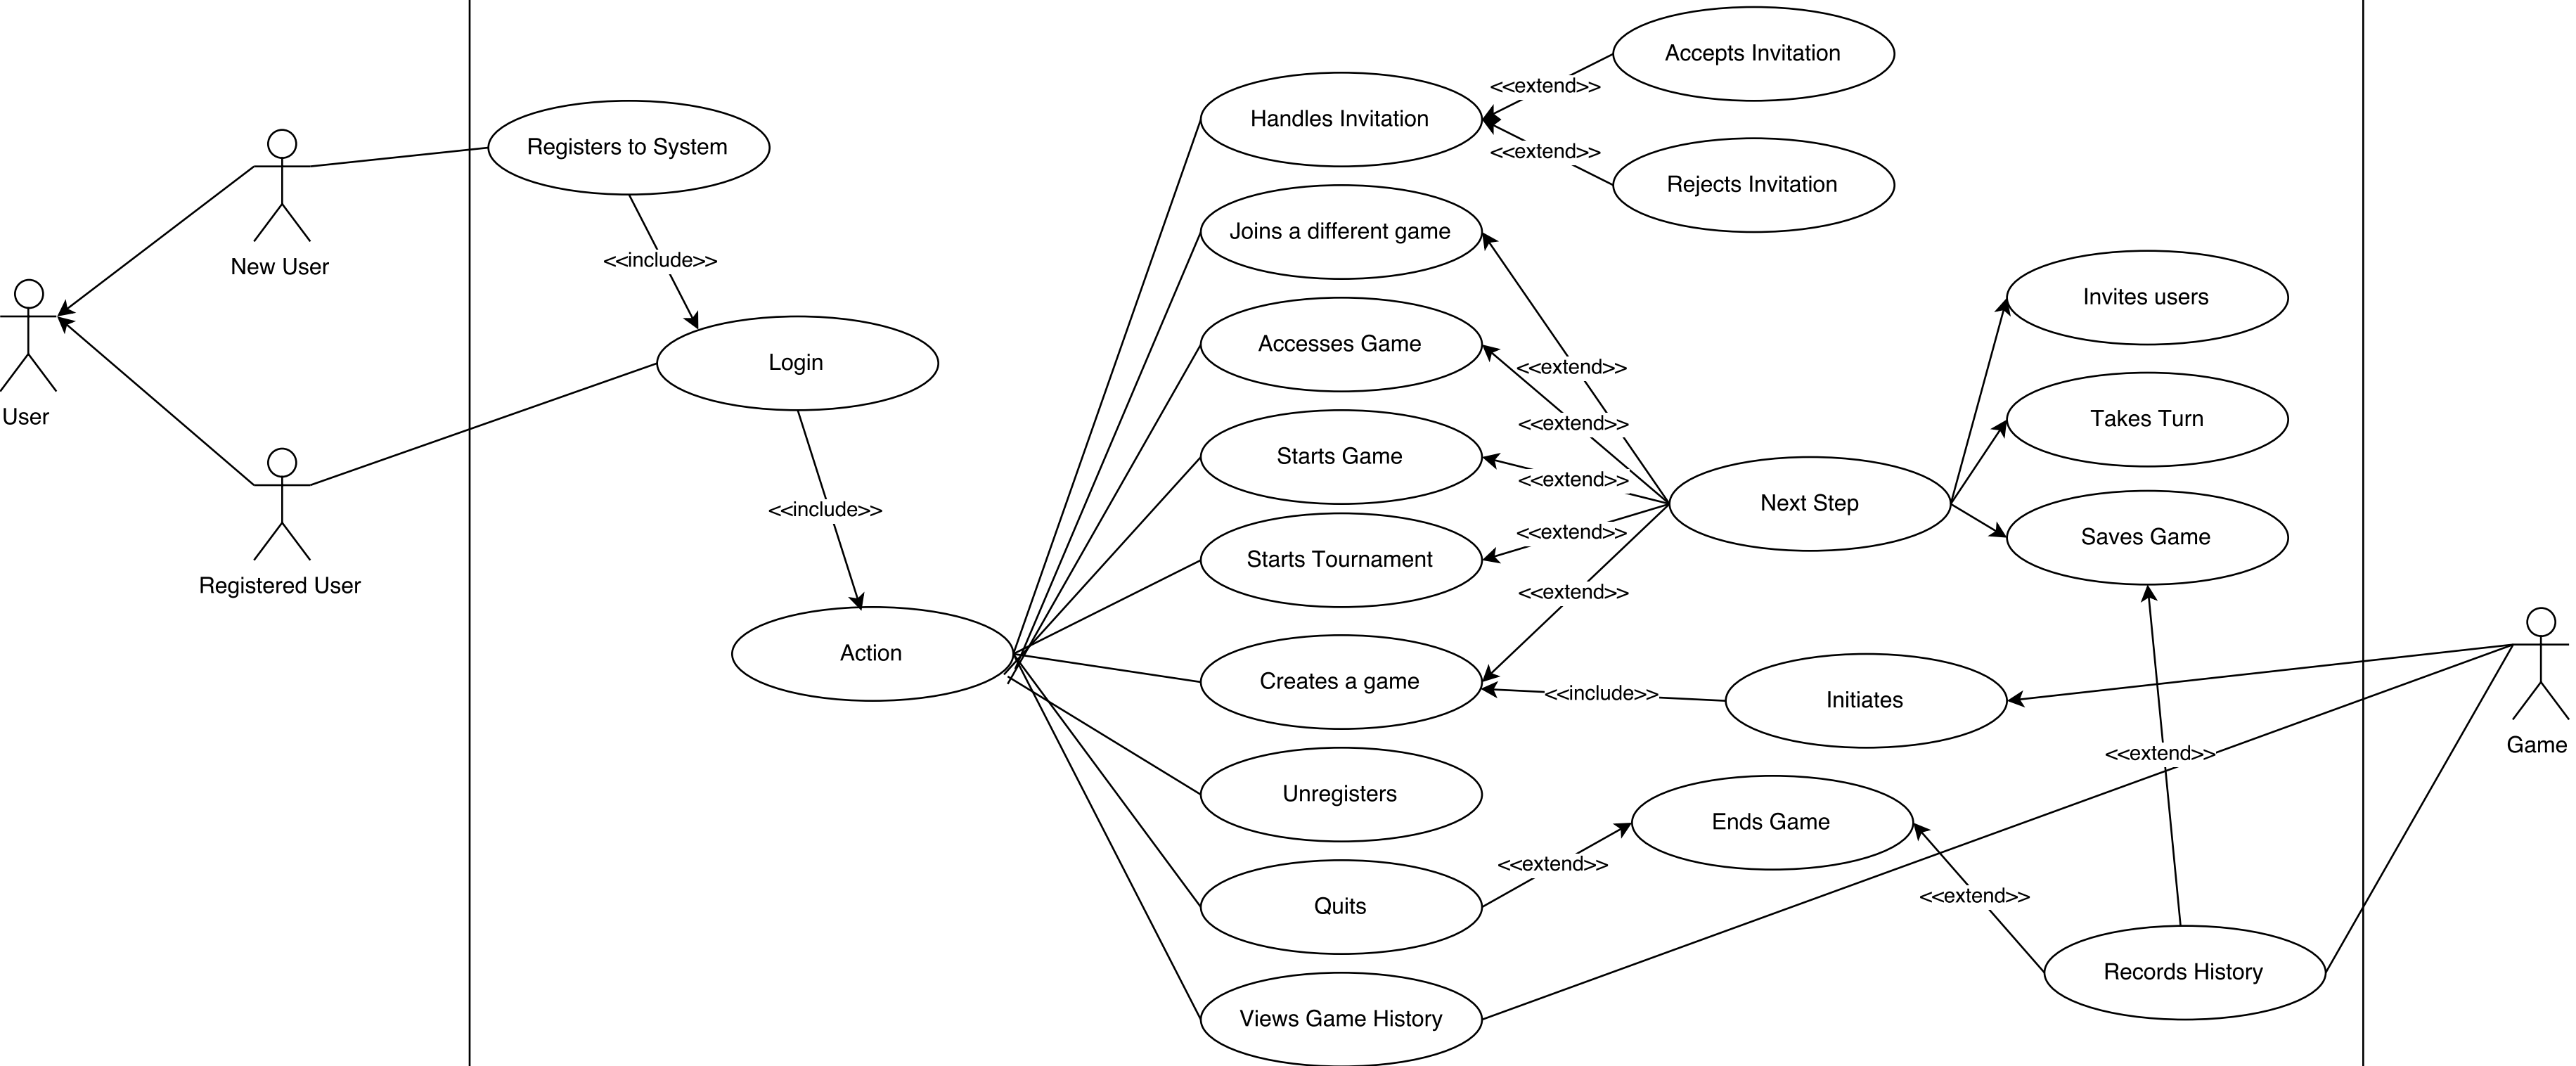 Accepts Invitation
<<extend>>
Handles Invitation
Registers to System
<<extend>>
Rejects Invitation
Joins a different game
New User
<<include>>
Invites users
Accesses Game
Login
<<extend>>
User
Takes Turn
<<extend>>
Starts Game
<<extend>>
Next Step
<<include>>
<<extend>>
Saves Game
Starts Tournament
Registered User
<<extend>>
Action
Creates a game
<<include>>
Initiates
Game
<<extend>>
Unregisters
Ends Game
<<extend>>
<<extend>>
Quits
Records History
Views Game History